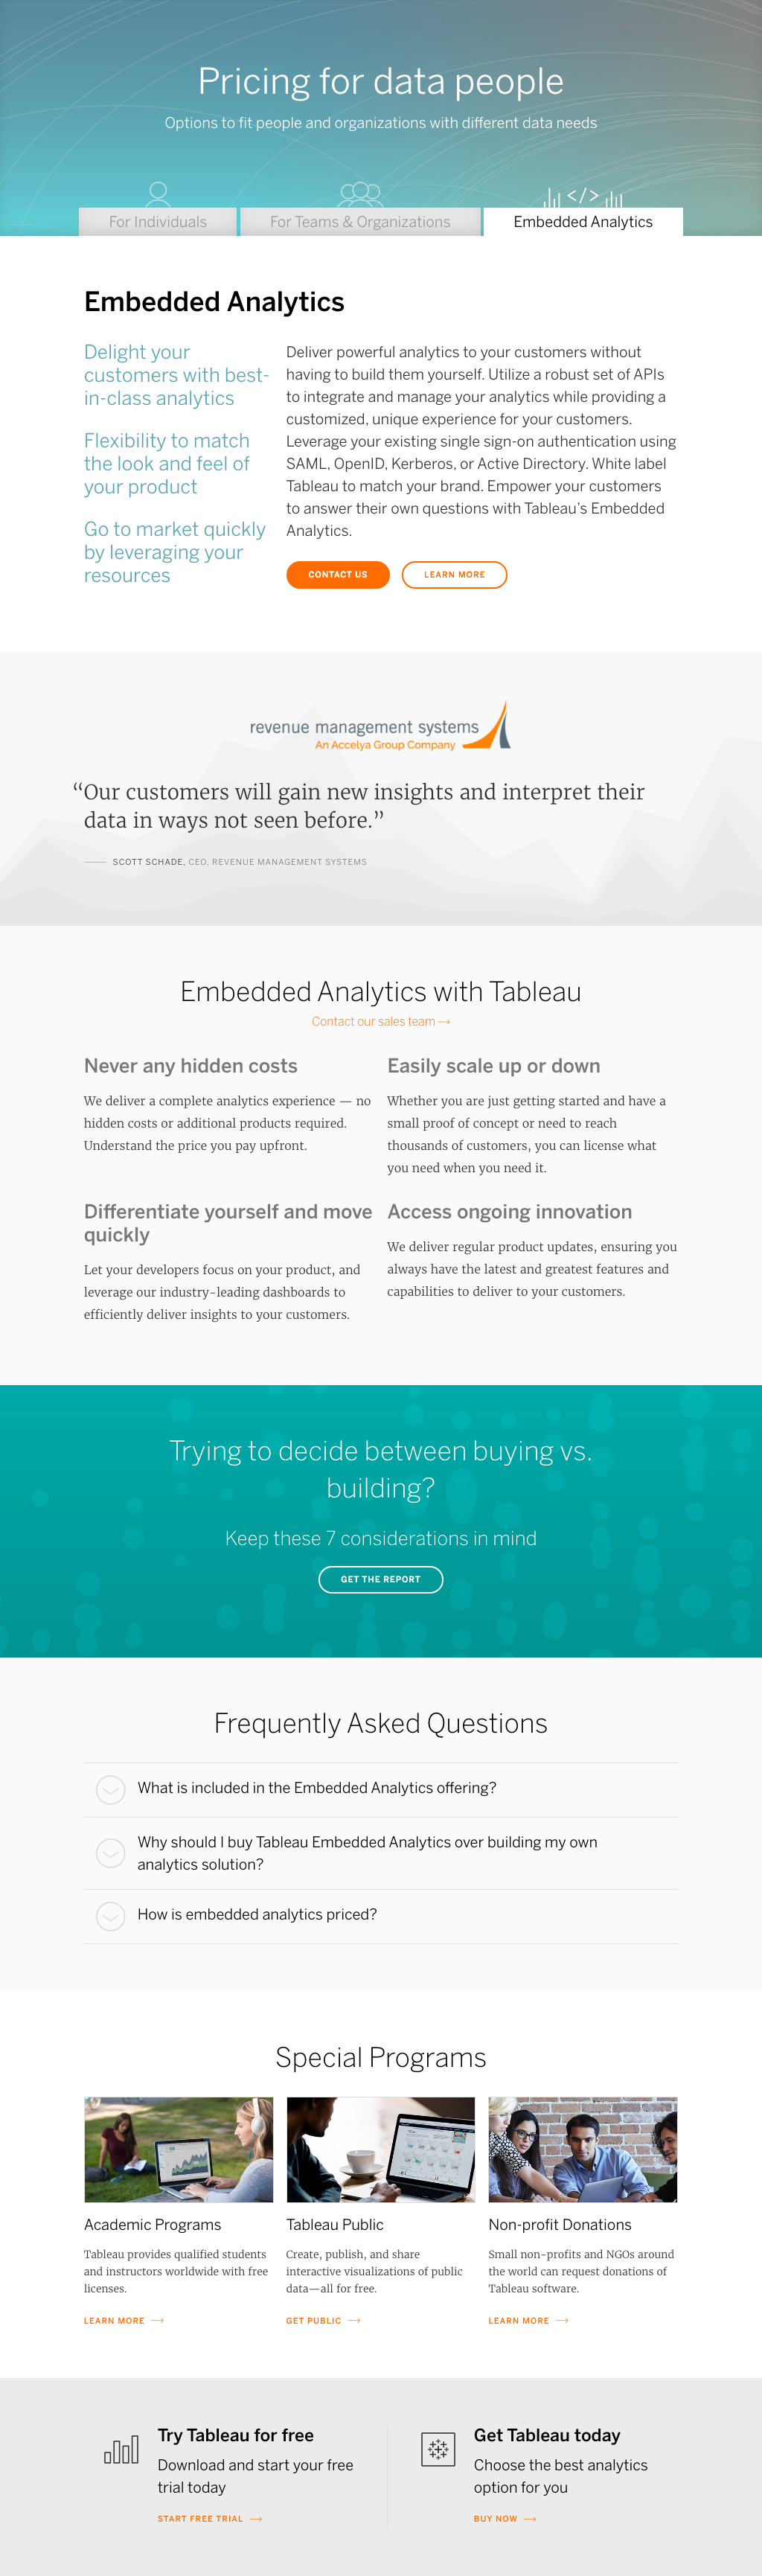 Pricing for data people
Options to fit people and organizations with different data needs
For Individuals
For Teams & Organizations
</>
Embedded Analytics
Embedded Analytics
Delight your
customers with best-
in-class analytics
Flexibility to match
the look and feel of
your product
Go to market quickly
by leveraging your
resources
Deliver powerful analytics to your customers without
having to build them yourself. Utilize a robust set of APIs
to integrate and manage your analytics while providing a
customized, unique experience for your customers.
Leverage your existing single sign-on authentication using
SAML, OpenID, Kerberos, or Active Directory. White label
Tableau to match your brand. Empower your customers
to answer their own questions with Tableau’s Embedded
Analytics.
CONTACT US
LEARN MORE
revenue management systems
An Accelya Group Company
“Our customers will gain new insights and interpret their
data in ways not seen before.”
SCOTT SCHADE, CEO, REVENUE MANAGEMENT SYSTEMS
Embedded Analytics with Tableau
Contact our sales team →
Never any hidden costs
We deliver a complete analytics experience — no
hidden costs or additional products required.
Understand the price you pay upfront.
Easily scale up or down
Whether you are just getting started and have a
small proof of concept or need to reach
thousands of customers, you can license what
you need when you need it.
Differentiate yourself and move
quickly
Let your developers focus on your product, and
leverage our industry-leading dashboards to
efficiently deliver insights to your customers.
Access ongoing innovation
We deliver regular product updates, ensuring you
always have the latest and greatest features and
capabilities to deliver to your customers.
Trying to decide between buying vs.
building?
Keep these 7 considerations in mind
GET THE REPORT
Frequently Asked Questions
What is included in the Embedded Analytics offering?
Why should I buy Tableau Embedded Analytics over building my own
analytics solution?
How is embedded analytics priced?
Special Programs
Academic Programs
Tableau provides qualified students
and instructors worldwide with free
licenses.
LEARN MORE →
Tableau Public
Create, publish, and share
interactive visualizations of public
data—all for free.
GET PUBLIC →
Non-profit Donations
Small non-profits and NGOs around
the world can request donations of
Tableau software.
LEARN MORE →
Try Tableau for free
Download and start your free
trial today
START FREE TRIAL →
Get Tableau today
Choose the best analytics
option for you
BUY NOW →